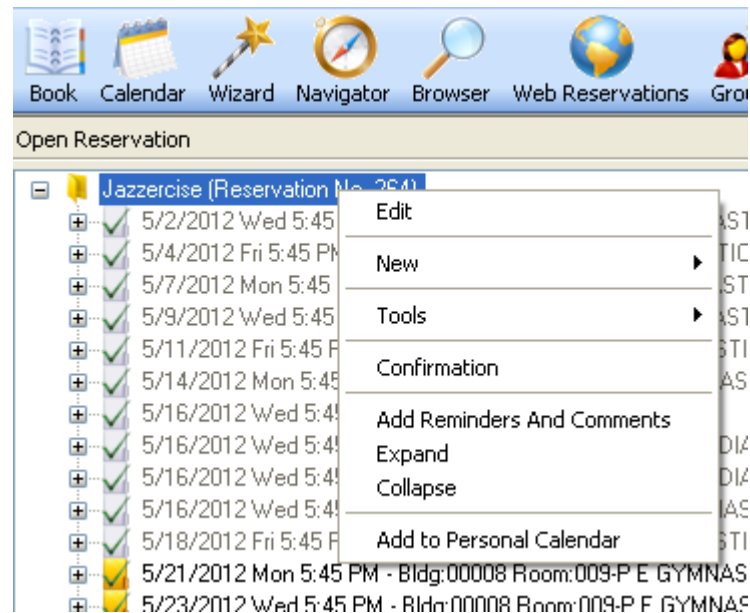 Book Calendar Wizard Navigator Browser Web Reservations
Open Reservation
Jazzercise (Reservation No. 264)
5/2/2012 Wed 5:45
5/4/2012 Fri 5:45 PM
5/7/2012 Mon 5:45
5/9/2012 Wed 5:45
5/11/2012 Fri 5:45
5/14/2012 Mon 5:45
5/16/2012 Wed 5:45
5/16/2012 Wed 5:45
5/16/2012 Wed 5:45
5/16/2012 Wed 5:45
5/18/2012 Fri 5:45
5/21/2012 Mon 5:45 PM - Bldg:00008 Room:009-P E GYMNAS
5/23/2012 Wed 5:45 PM - Bldg:00008 Room:009-P E GYMNAS
Edit
New
Tools
Confirmation
Add Reminders And Comments
Expand
Collapse
Add to Personal Calendar